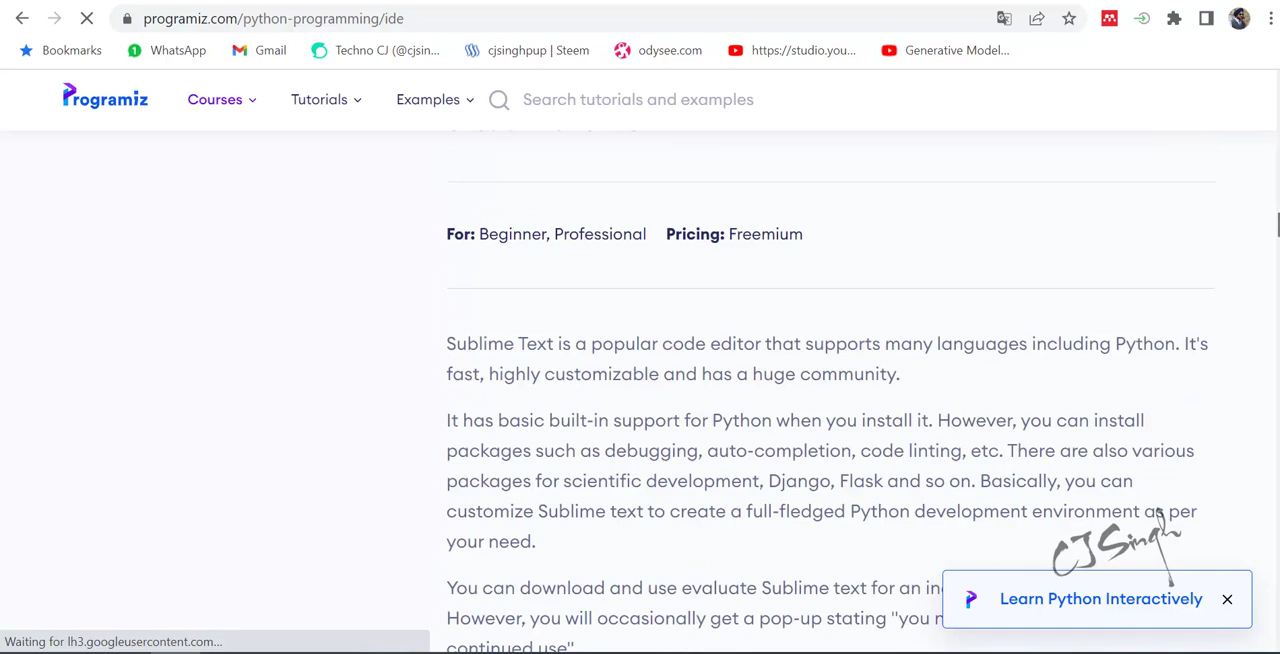 programiz.com/python-programming/ide
Bookmarks WhatsApp Gmail Techno CJ (@cjsin... cjsinghpup | Steem odysee.com https://studio.you... Generative Model...
Programiz Courses Tutorials Examples Search tutorials and examples
For: Beginner, Professional Pricing: Freemium
Sublime Text is a popular code editor that supports many languages including Python. It's
fast, highly customizable and has a huge community.
It has basic built-in support for Python when you install it. However, you can install
packages such as debugging, auto-completion, code linting, etc. There are also various
packages for scientific development, Django, Flask and so on. Basically, you can
customize Sublime text to create a full-fledged Python development environment as per
your need.
CJSingh
You can download and use evaluate Sublime text for an
Learn Python Interactively
However, you will occasionally get a pop-up stating "you
continued use"
Waiting for lh3.googleusercontent.com...